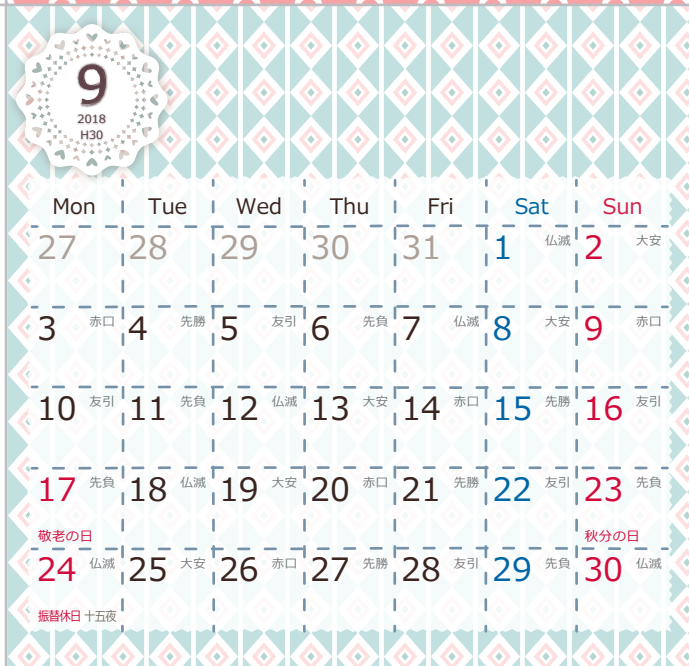 9
2018
H30
Mon Tue Wed Thu Fri Sat Sun
27 28 29 30 31 1 仏滅 2 大安
3 赤口 4 先勝 5 友引 6 先負 7 仏滅 8 大安 9 赤口
10 友引 11 先負 12 仏滅 13 大安 14 赤口 15 先勝 16 友引
17 先負 18 仏滅 19 大安 20 赤口 21 先勝 22 友引 23 先負
敬老の日 秋分の日
24 仏滅 25 大安 26 赤口 27 先勝 28 友引 29 先負 30 仏滅
振替休日 十五夜